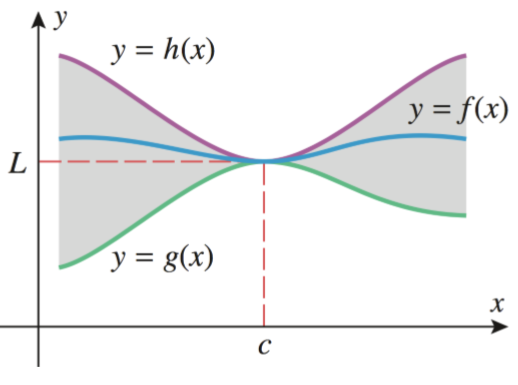 y
y = h(x)
y = f(x)
L
y = g(x)
x
c